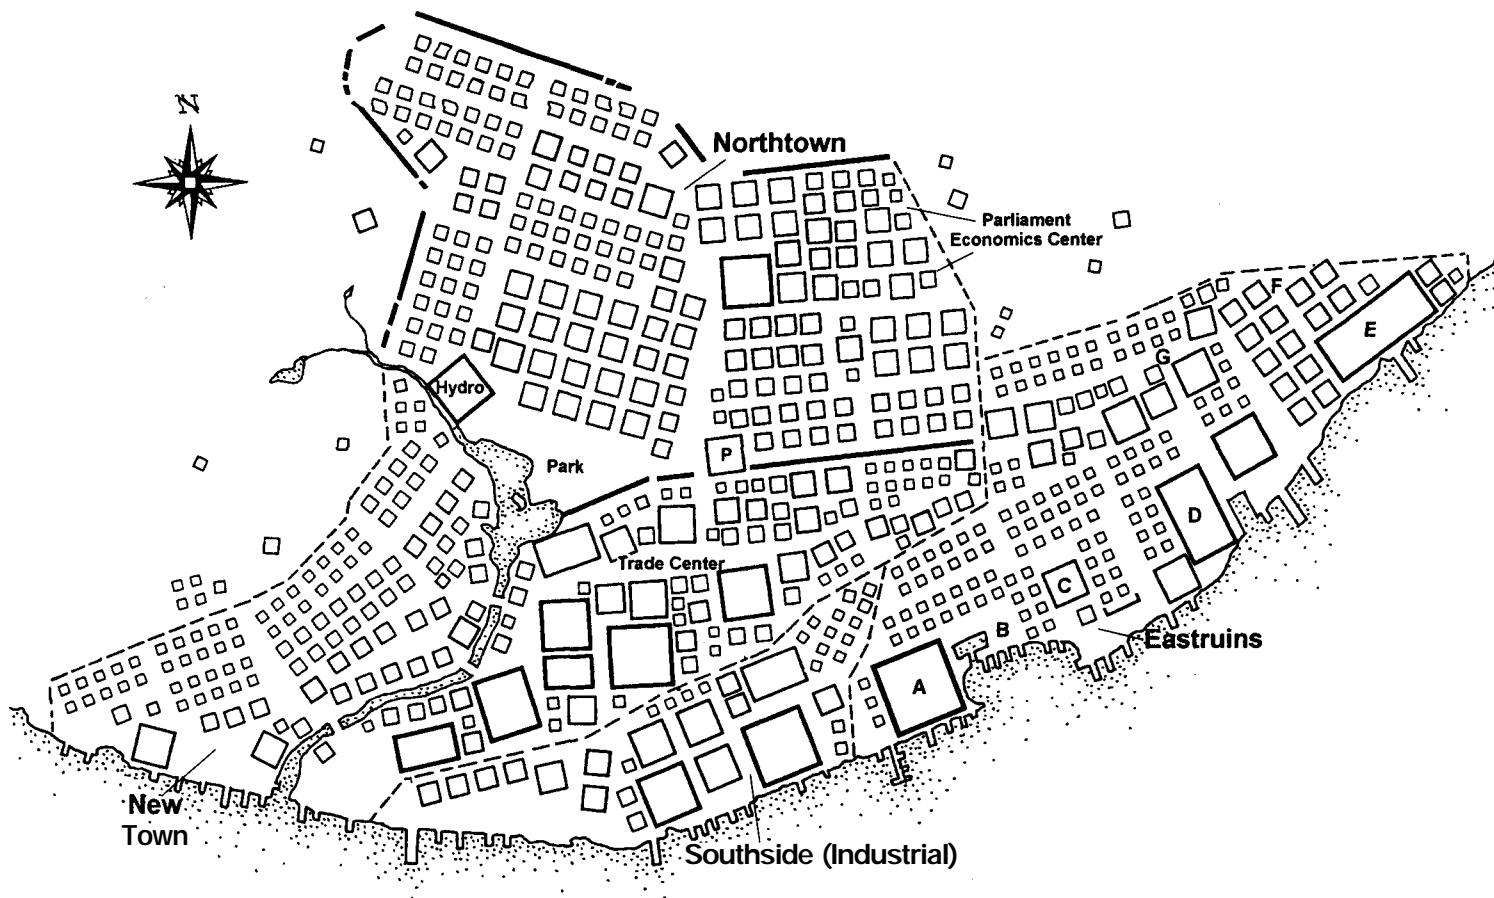 N
Northtown
Parliament
Economics Center
F
E
G
Hydro
P
Park
D
Trade Center
C
B
Eastruins
A
New
Town
Southside (Industrial)